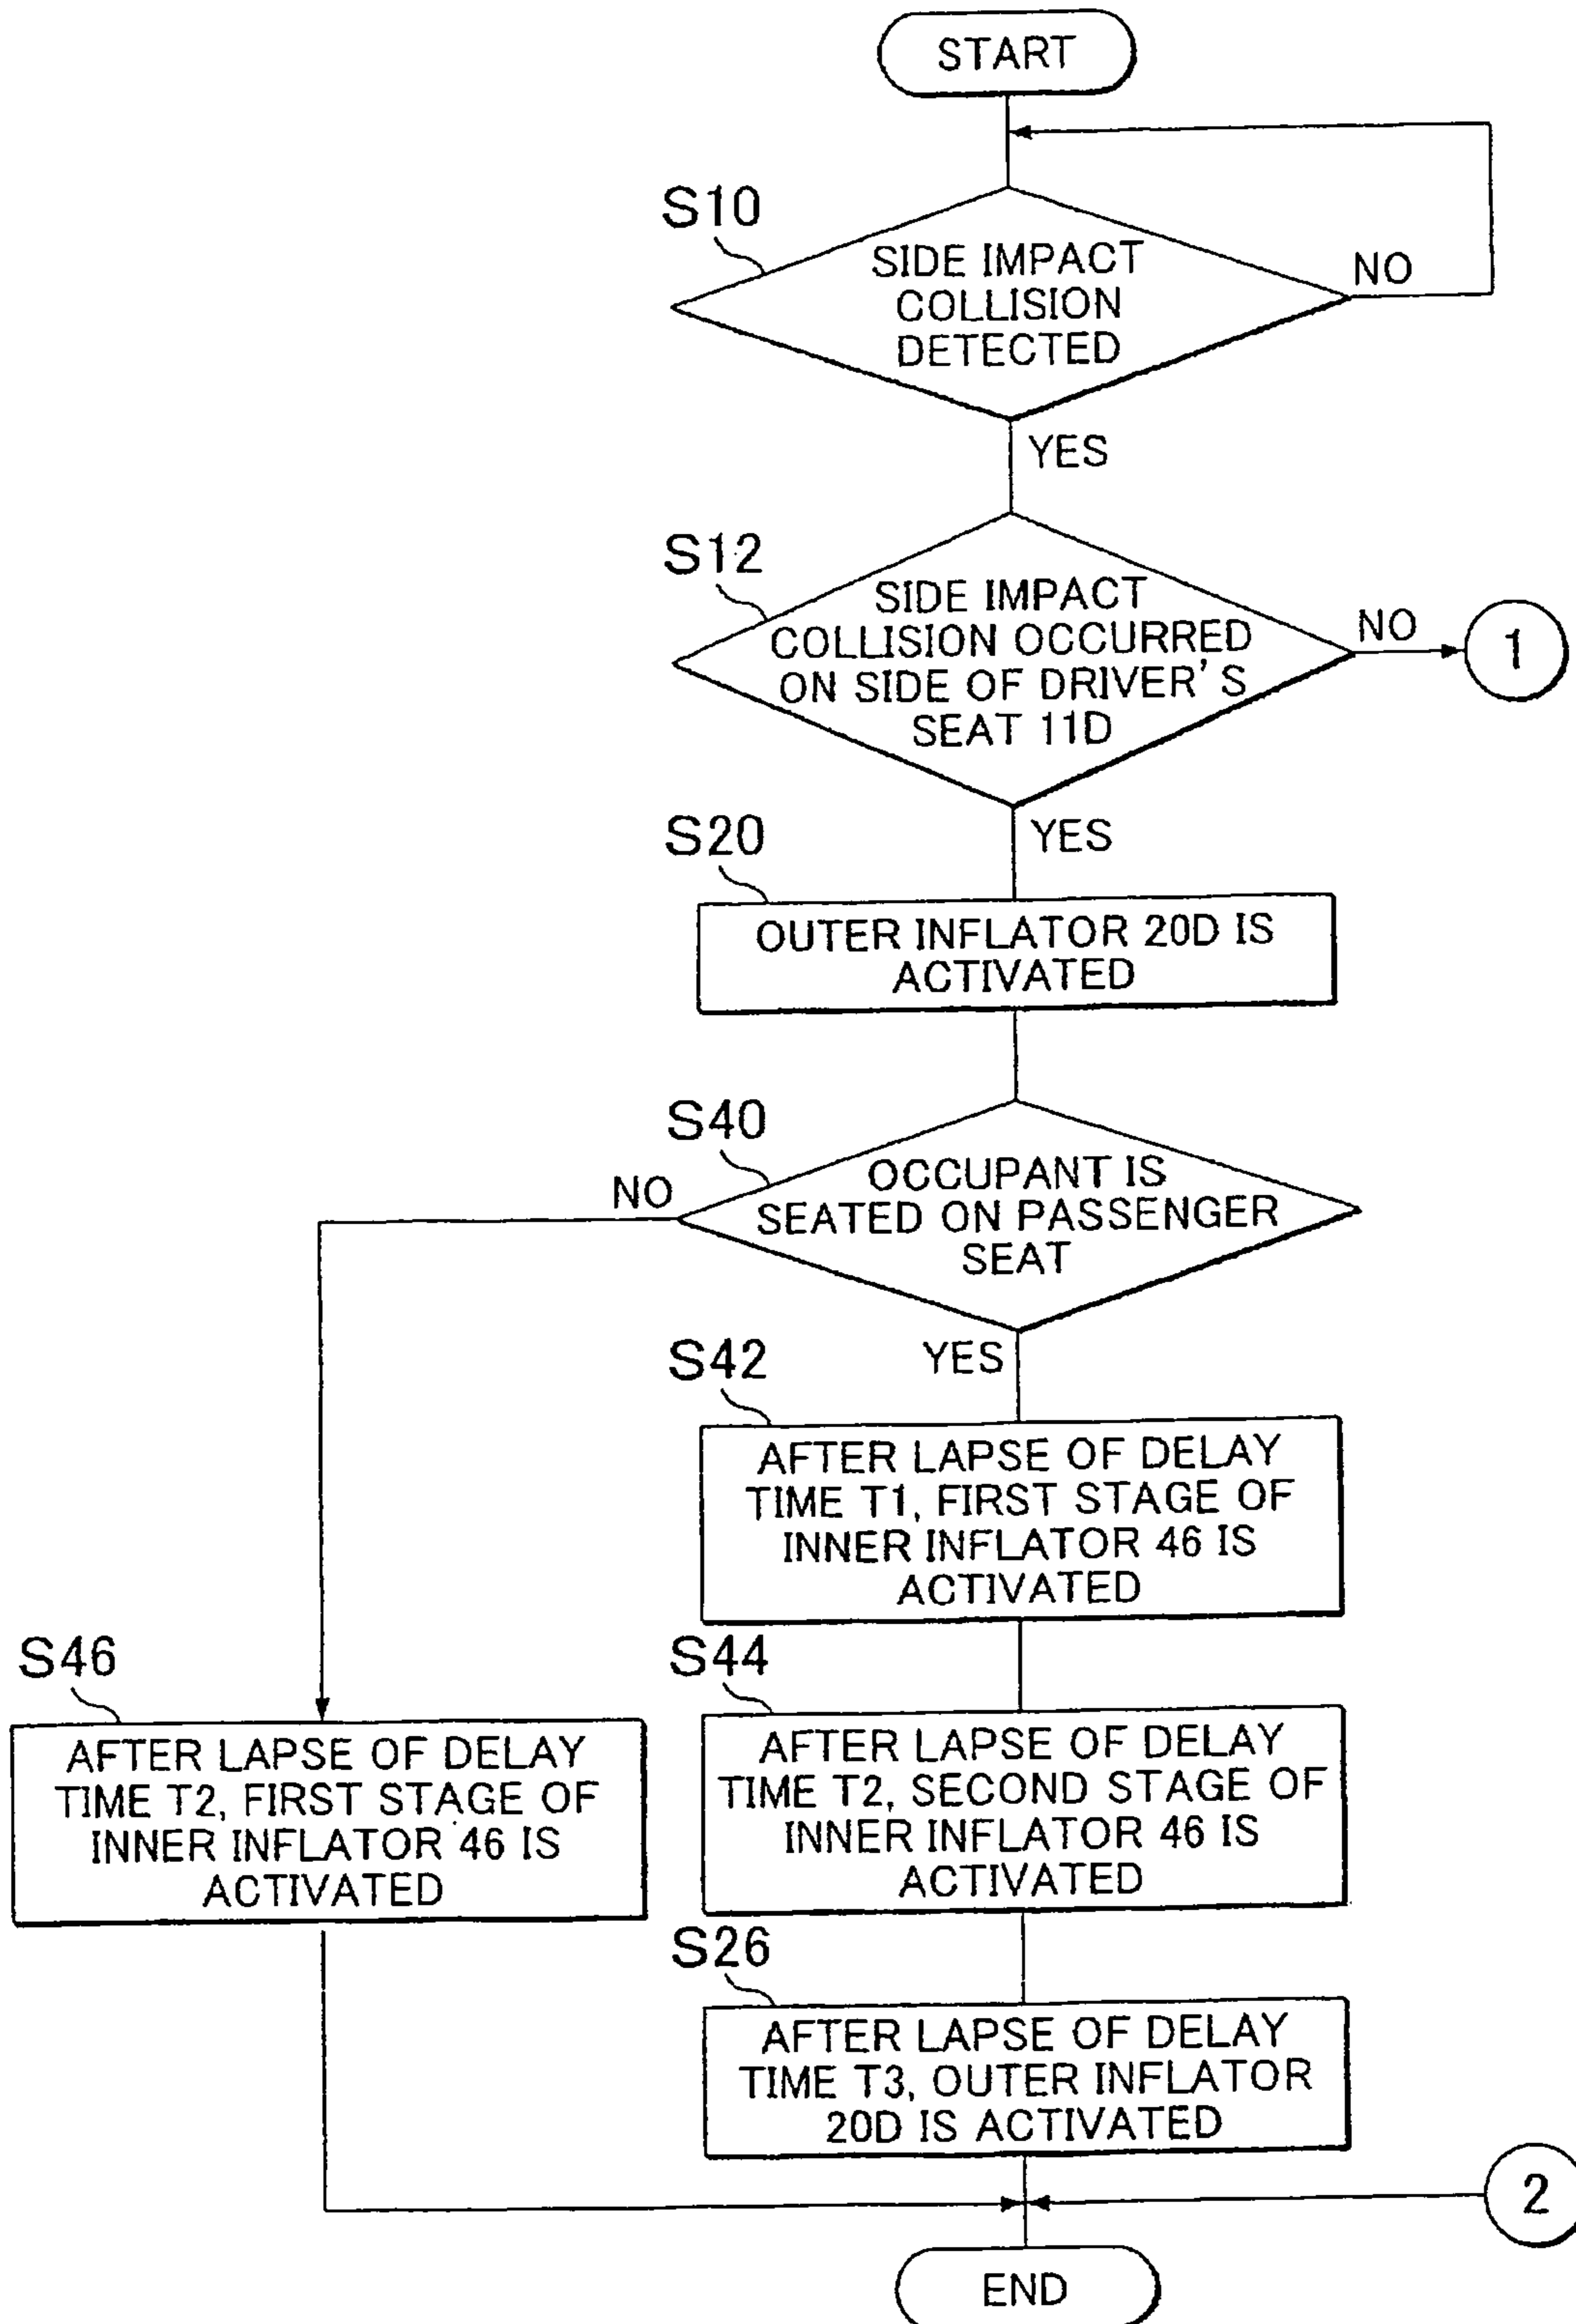 START
S10
SIDE IMPACT
COLLISION
DETECTED
NO
YES
S12
SIDE IMPACT
COLLISION OCCURRED
ON SIDE OF DRIVER'S
SEAT 11D
NO
1
YES
S20
OUTER INFLATOR 20D IS
ACTIVATED
S40
OCCUPANT IS
SEATED ON PASSENGER
SEAT
NO
YES
S42
AFTER LAPSE OF DELAY
TIME T1, FIRST STAGE OF
INNER INFLATOR 46 IS
ACTIVATED
S46
AFTER LAPSE OF DELAY
TIME T2, FIRST STAGE OF
INNER INFLATOR 46 IS
ACTIVATED
S44
AFTER LAPSE OF DELAY
TIME T2, SECOND STAGE OF
INNER INFLATOR 46 IS
ACTIVATED
S26
AFTER LAPSE OF DELAY
TIME T3, OUTER INFLATOR
20D IS ACTIVATED
2
END